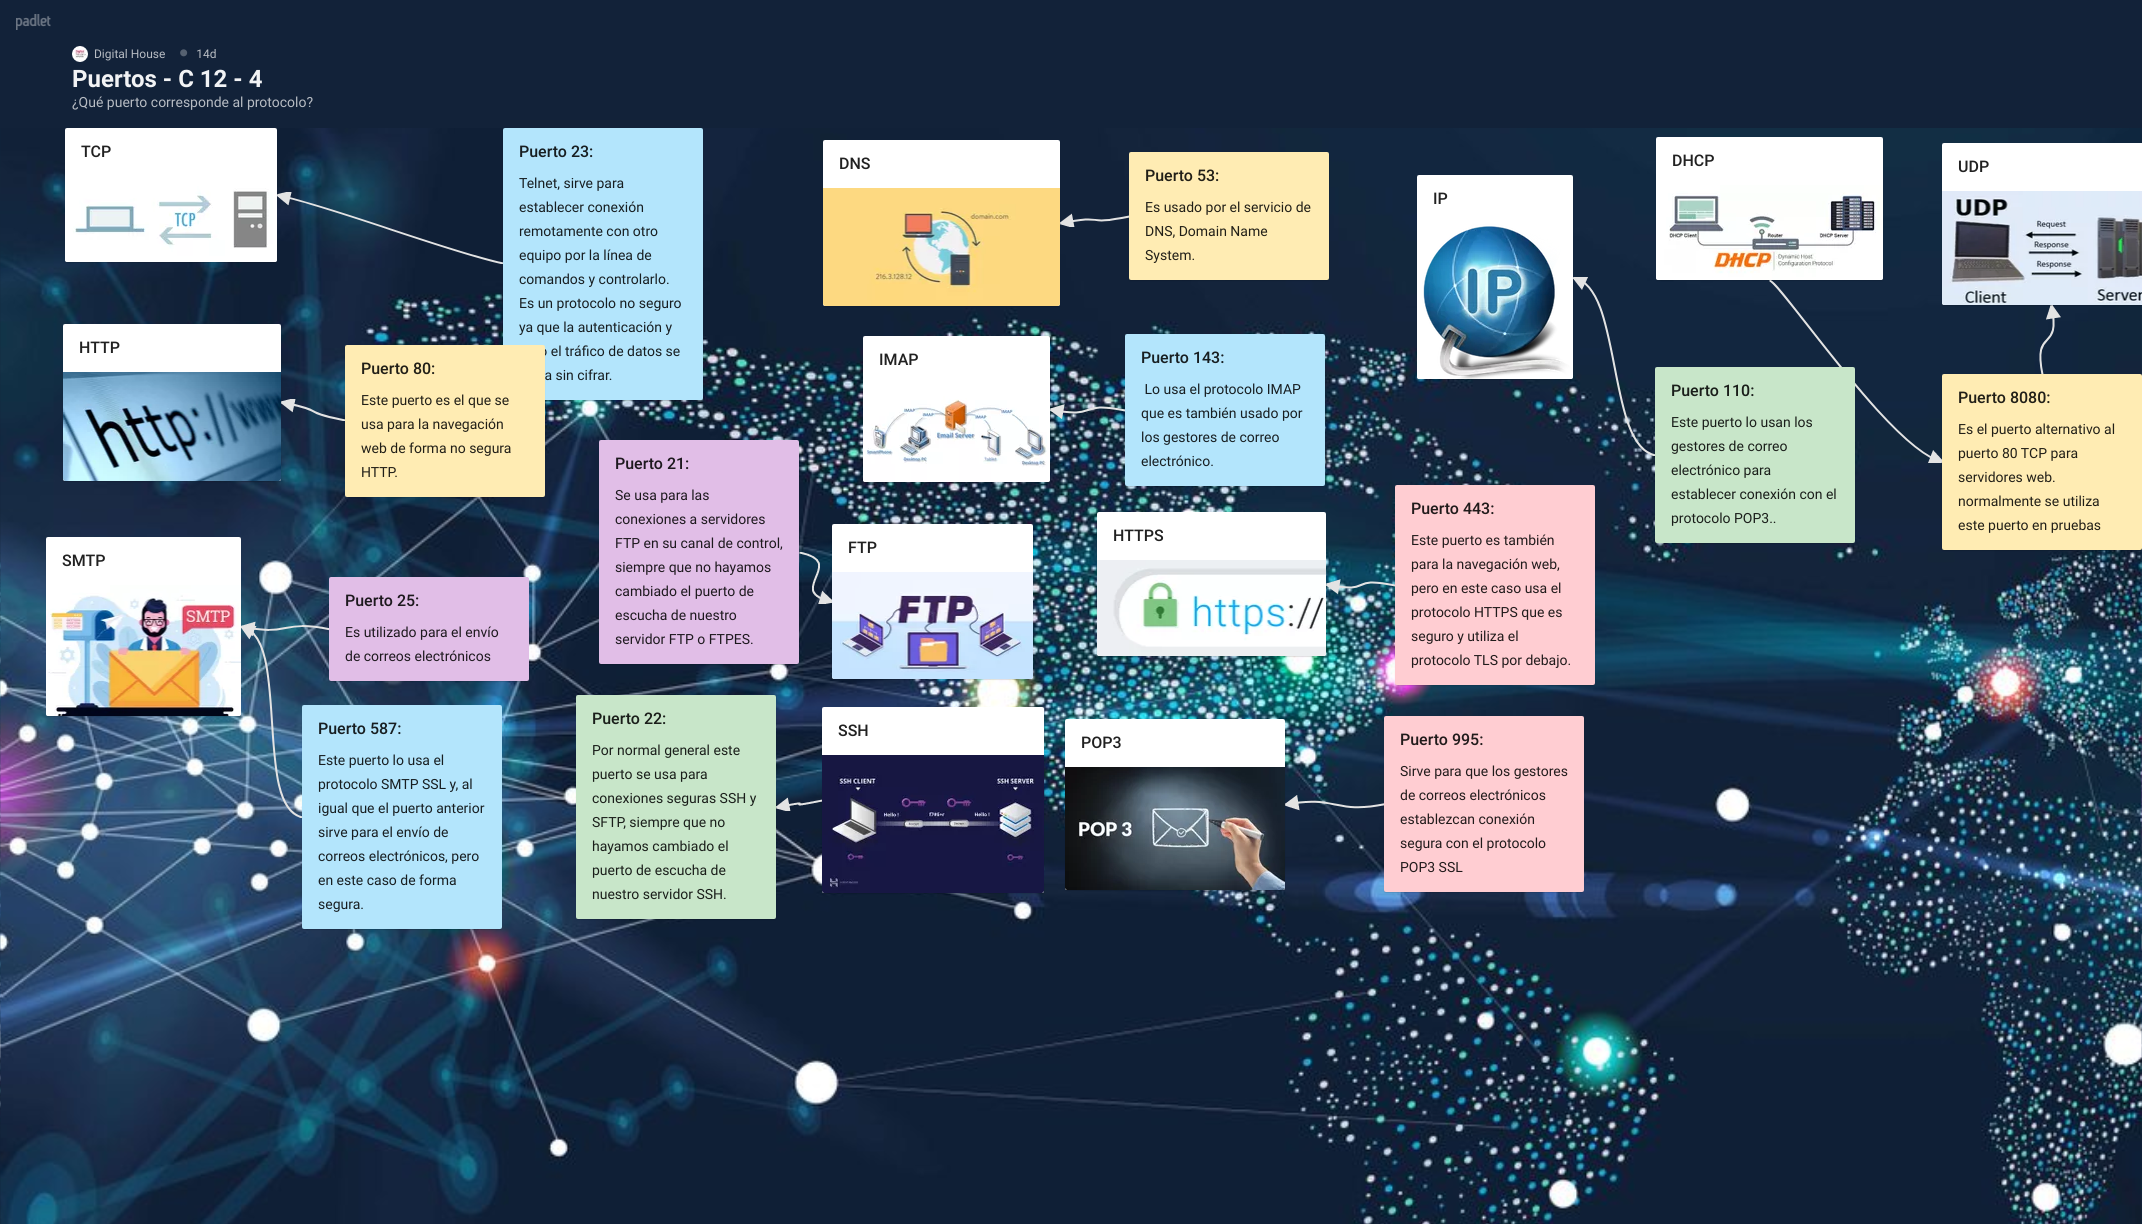 padlet
Digital House • 14d
Puertos - C 12 - 4
¿Qué puerto corresponde al protocolo?
TCP
TCP
Puerto 23:
Telnet, sirve para
establecer conexión
remotamente con otro
equipo por la línea de
comandos y controlarlo.
Es un protocolo no seguro
ya que la autenticación y
el tráfico de datos se
a sin cifrar.
HTTP
http://ww
Puerto 80:
Este puerto es el que se
usa para la navegación
web de forma no segura
HTTP.
SMTP
SMTP
Puerto 25:
Es utilizado para el envío
de correos electrónicos
Puerto 587:
Este puerto lo usa el
protocolo SMTP SSL y, al
igual que el puerto anterior
sirve para el envío de
correos electrónicos, pero
en este caso de forma
segura.
Puerto 21:
Se usa para las
conexiones a servidores
FTP en su canal de control,
siempre que no hayamos
cambiado el puerto de
escucha de nuestro
servidor FTP o FTPES.
Puerto 22:
Por normal general este
puerto se usa para
conexiones seguras SSH y
SFTP, siempre que no
hayamos cambiado el
puerto de escucha de
nuestro servidor SSH.
DNS
domain.com
216.3.128.12
Puerto 53:
Es usado por el servicio de
DNS, Domain Name
System.
IMAP
IMAP
IMAP
IMAP
IMAP
Email Server
SmartPhone
Desktop PC
Tablet
Desktop PC
Puerto 143:
Lo usa el protocolo IMAP
que es también usado por
los gestores de correo
electrónico.
FTP
FTP
HTTPS
https://
Puerto 443:
Este puerto es también
para la navegación web,
pero en este caso usa el
protocolo HTTPS que es
seguro y utiliza el
protocolo TLS por debajo.
SSH
SSH CLIENT
SSH SERVER
Hello !
Hello !
POP3
POP 3
Puerto 995:
Sirve para que los gestores
de correos electrónicos
establezcan conexión
segura con el protocolo
POP3 SSL
IP
IP
DHCP
DHCP Client
Router
DHCP Server
DHCP
Dynamic Host
Configuration Protocol
Puerto 110:
Este puerto lo usan los
gestores de correo
electrónico para
establecer conexión con el
protocolo POP3..
UDP
UDP
Request
Response
Response
Client
Server
Puerto 8080:
Es el puerto alternativo al
puerto 80 TCP para
servidores web.
normalmente se utiliza
este puerto en pruebas